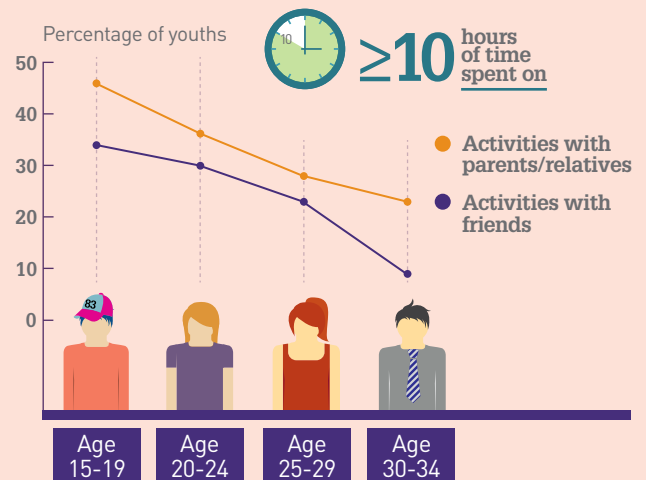 Percentage of youths
10
≥10
hours
of time
spent on
50
40
30
20
10
0
Activities with
parents/relatives
Activities with
friends
83
Age
15-19
Age
20-24
Age
25-29
Age
30-34